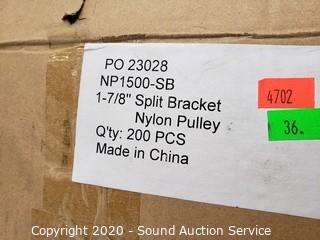 PO 23028
NP1500-SB
1-7/8" Split Bracket
Nylon Pulley
Q'ty: 200 PCS
Made in China
4702
36.
Copyright 2020 - Sound Auction Service